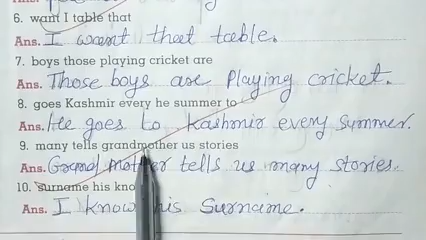 6. want I table that
Ans. I want that table.
7. boys those playing cricket are
Ans. Those boys are Playing cricket.
8. goes Kashmir every he summer to
Ans. He goes to Kashmir every Summer.
9. many tells grandmother us stories
Ans. Grand mother tells us many stories.
10. Surname his kno
Ans. I know his Surname.